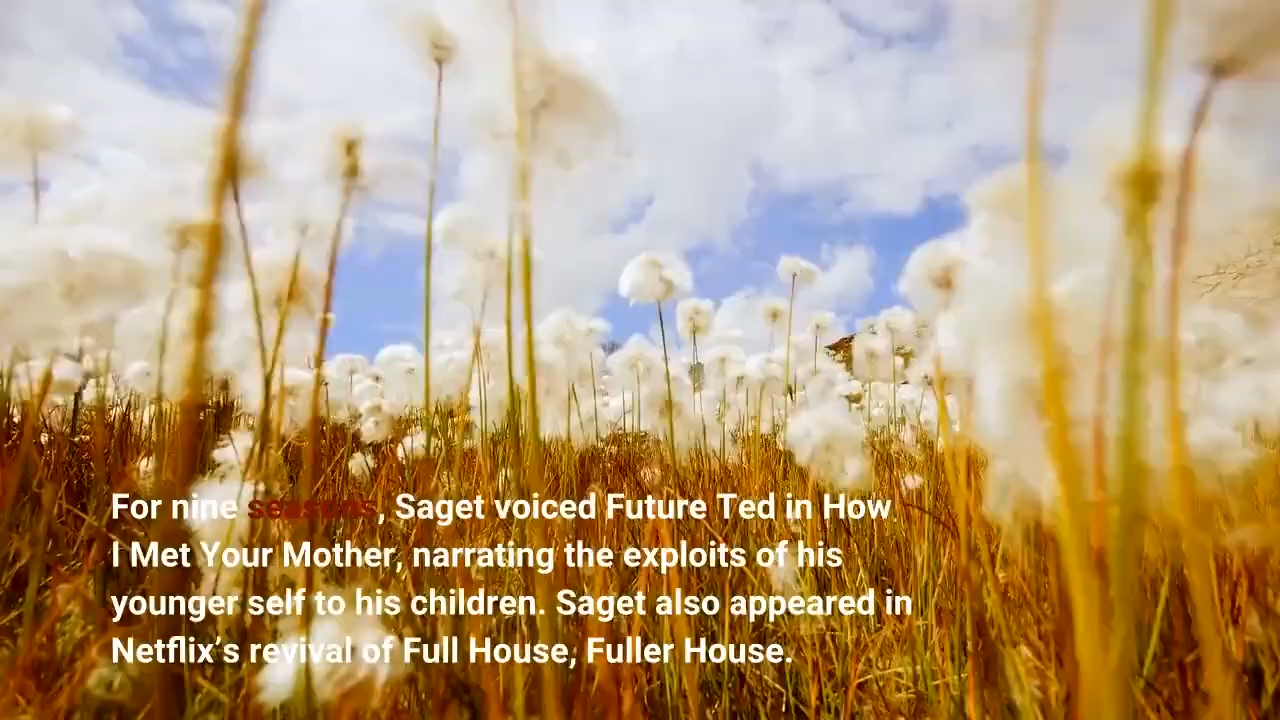 For nine seasons, Saget voiced Future Ted in How
I Met Your Mother, narrating the exploits of his
younger self to his children. Saget also appeared in
Netflix’s revival of Full House, Fuller House.